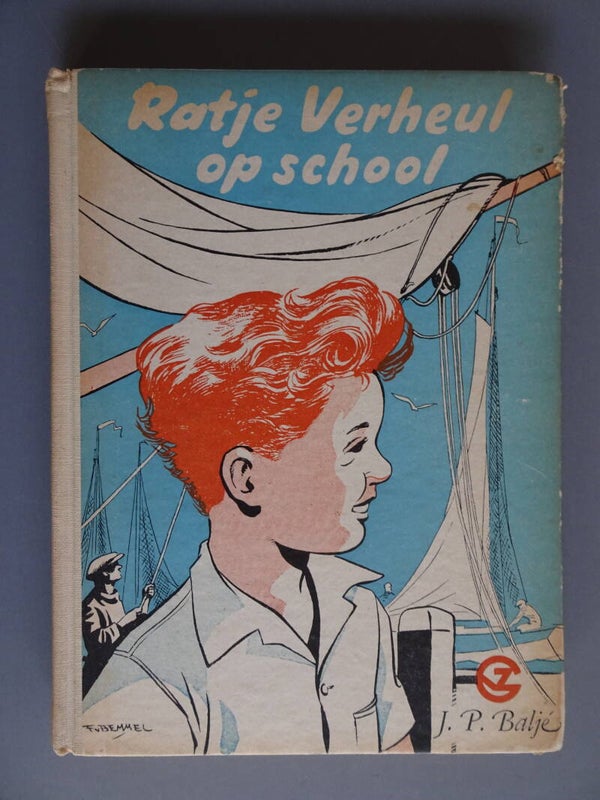 Ratje Verheul
op school
F.v.BEMMEL
J. P. Baljé